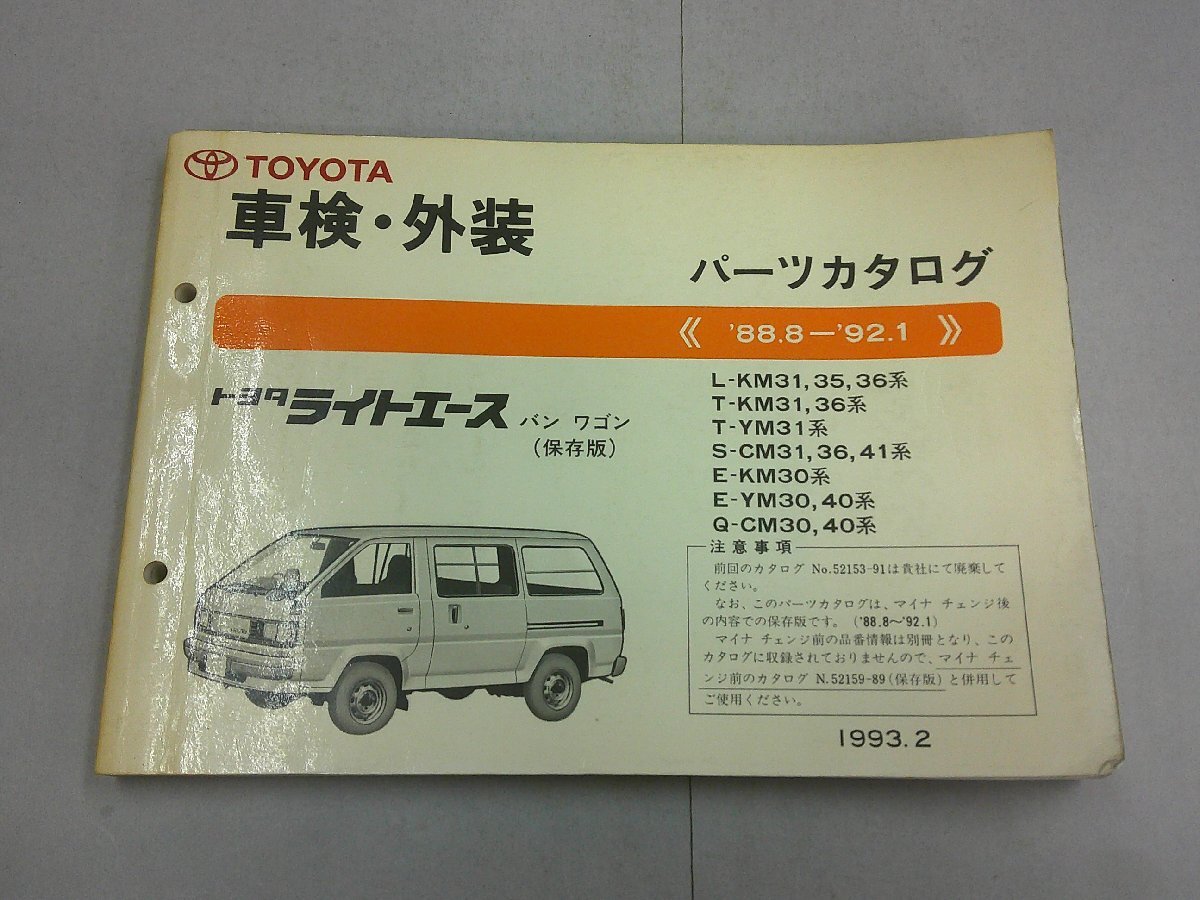 TOYOTA
車検・外装
パーツカタログ
《 '88.8ー'92.1 》
トヨタ ライトエース バン ワゴン
(保存版)
L-KM31,35,36系
T-KM31,36系
T-YM31系
S-CM31,36,41系
E-KM30系
E-YM30,40系
Q-CM30,40系
注意事項
前回のカタログ No.52153-91は貴社にて廃棄して
ください。
なお、このパーツカタログは、マイナ チェンジ後
の内容での保存版です。('88.8〜'92.1)
マイナ チェンジ前の品番情報は別冊となり、この
カタログに収録されておりませんので、マイナ チェ
ンジ前のカタログ N.52159-89(保存版)と併用して
ご使用ください。
1993.2